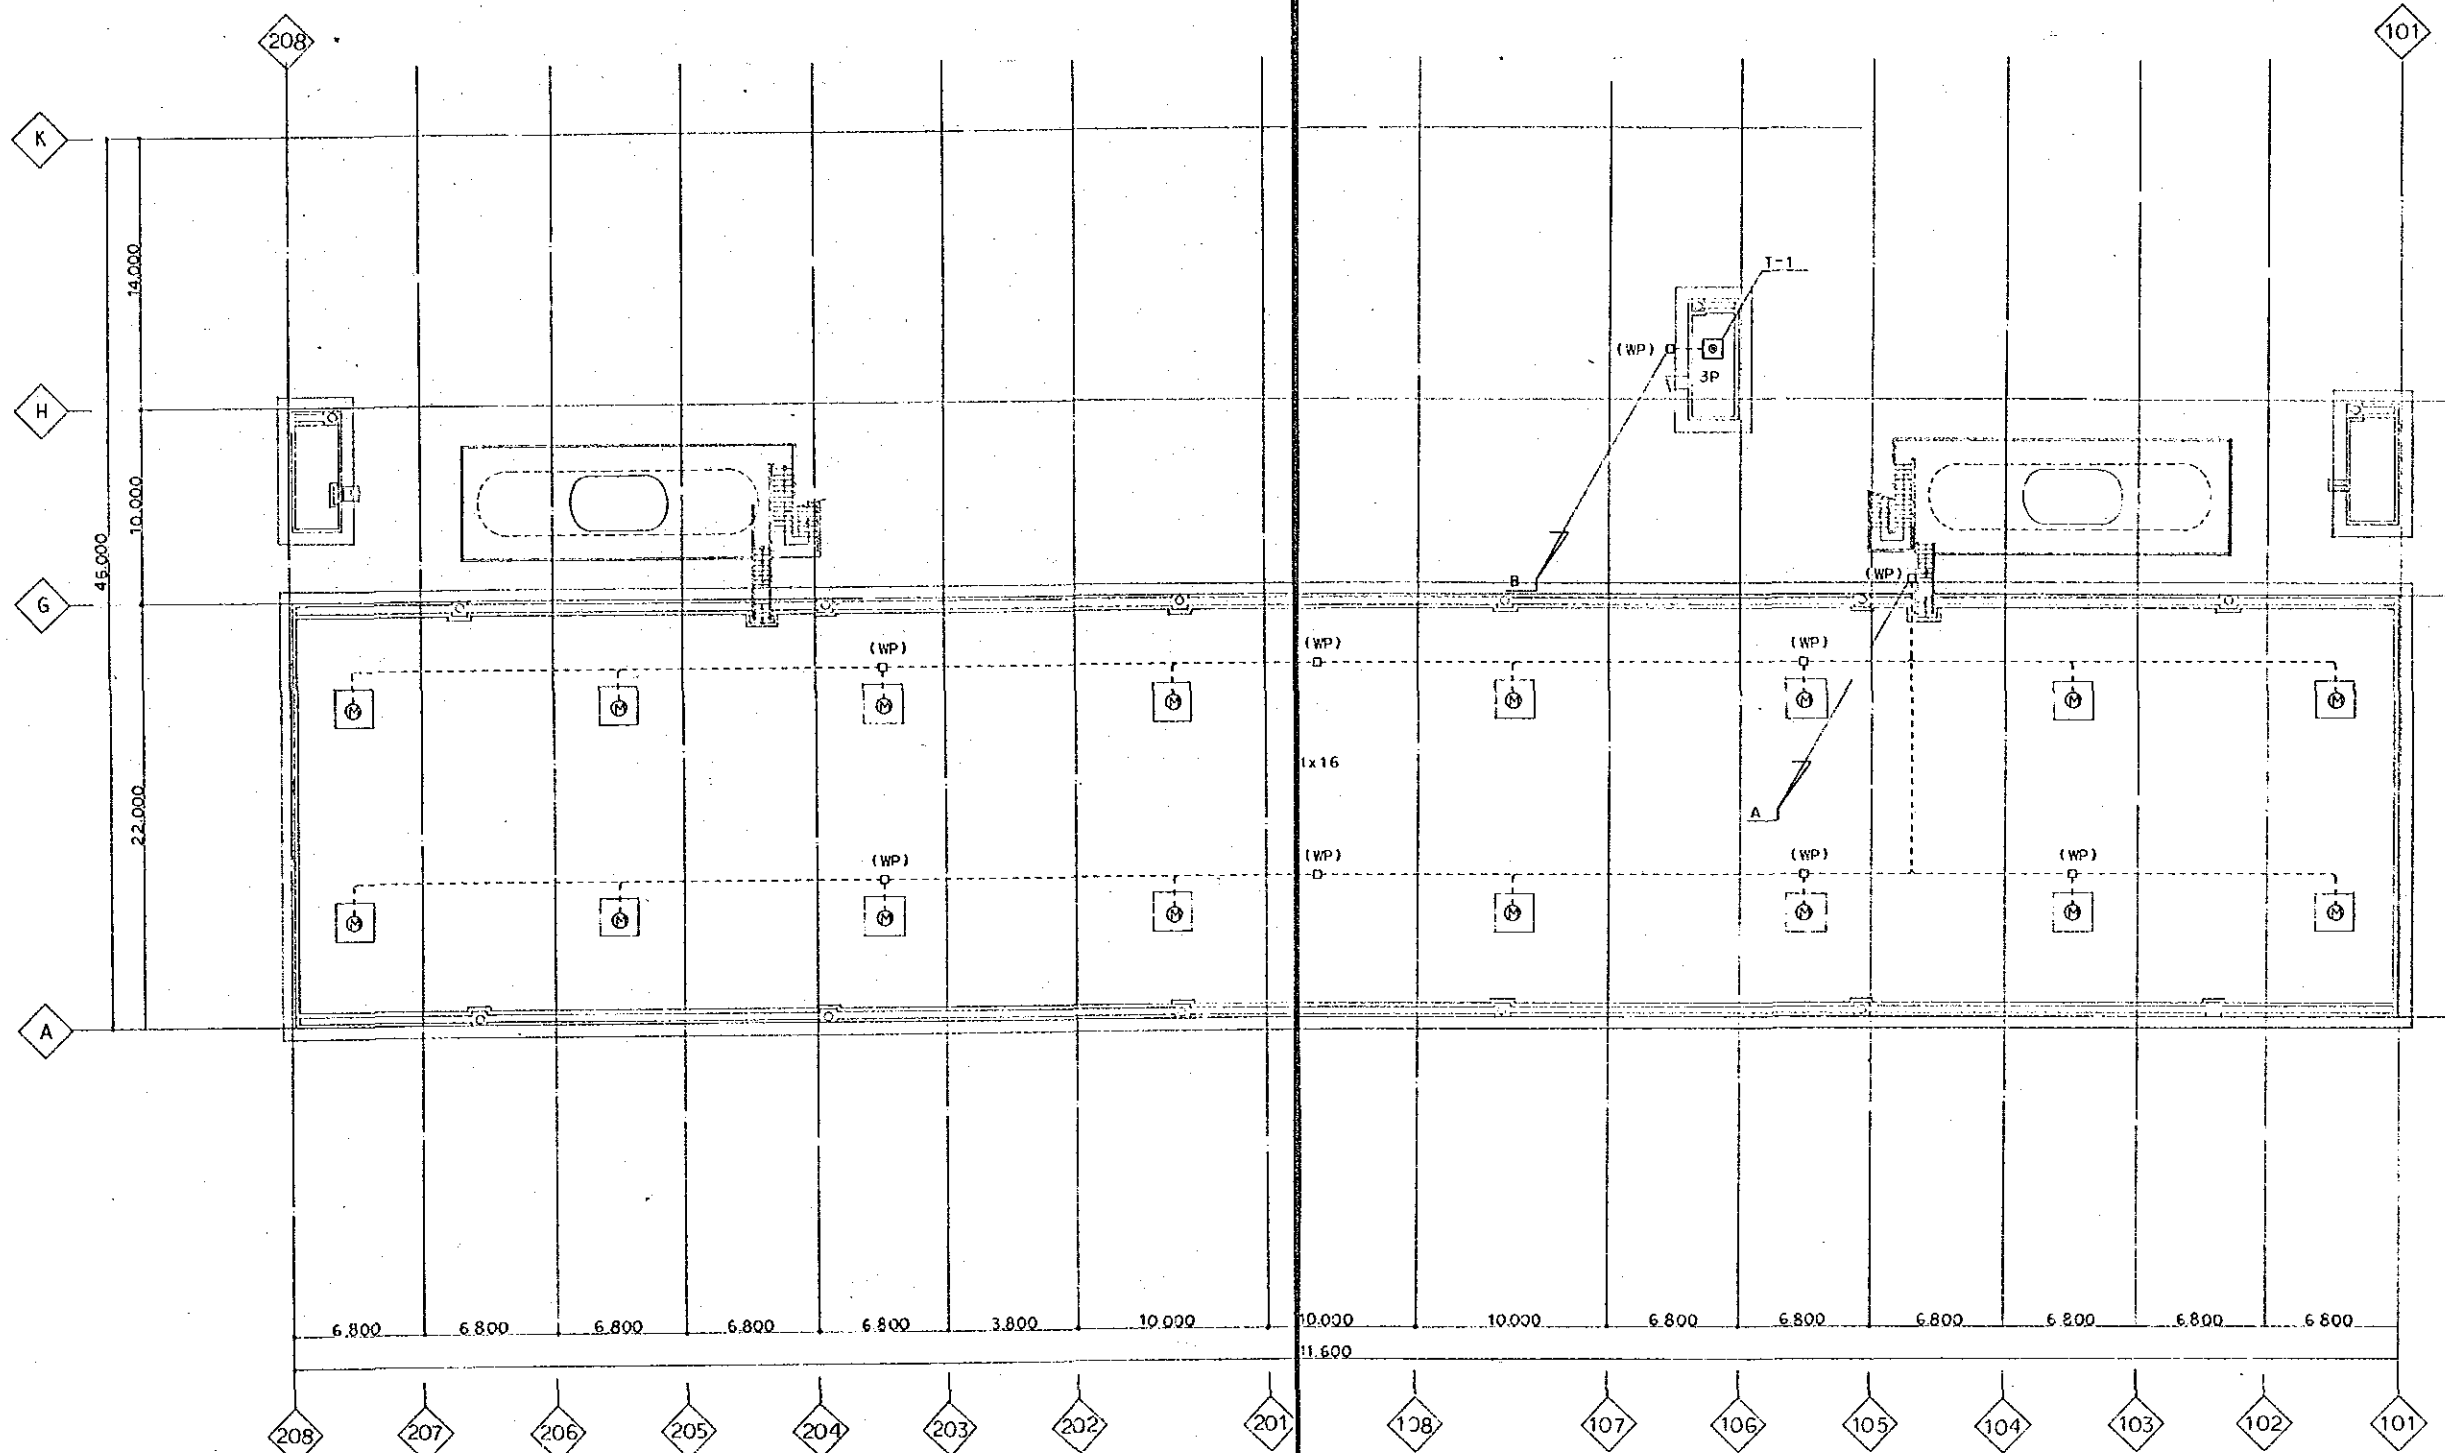 208
101
K
14.000
T-1
(WP)
3P
H
10.000
46.000
B
(WP)
G
(WP)
(WP)
(WP)
M
M
M
M
M
M
M
M
1x16
22.000
A
(WP)
(WP)
(WP)
(WP)
M
M
M
M
M
M
M
M
A
6.800
6.800
6.800
6.800
6.800
3.800
10.000
10.000
10.000
6.800
6.800
6.800
6.800
6.800
6.800
11.600
208
207
206
205
204
203
202
201
108
107
106
105
104
103
102
101